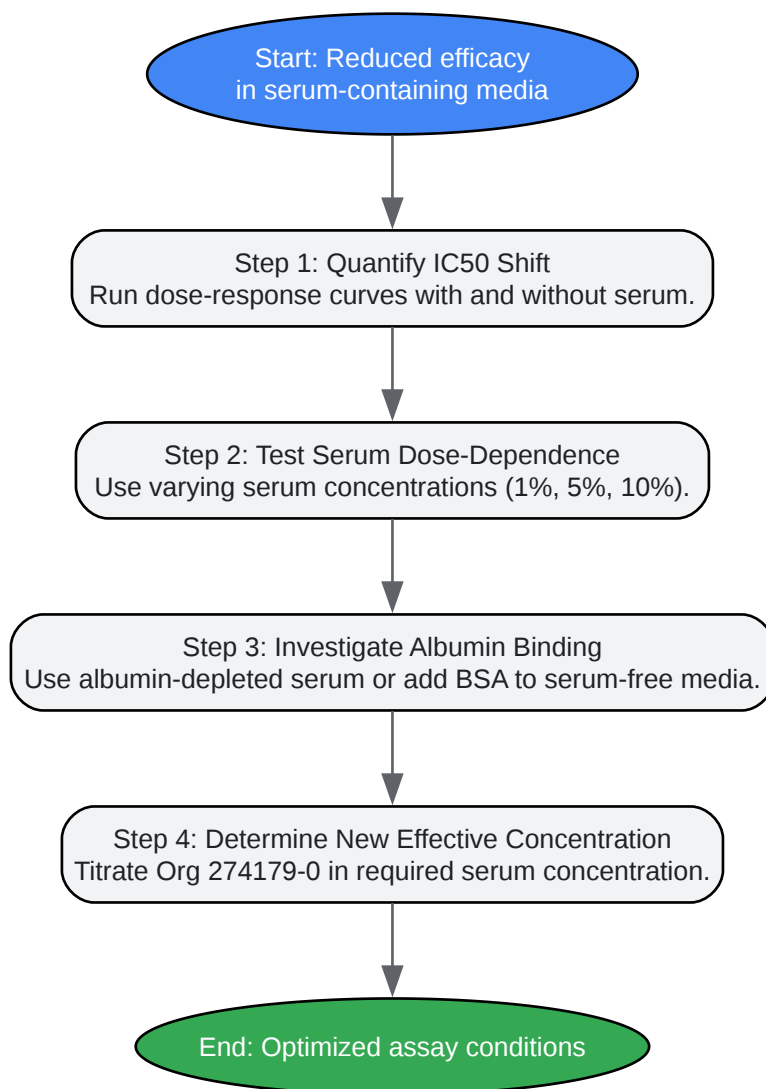 Start: Reduced efficacy
in serum-containing media
Step 1: Quantify IC50 Shift
Run dose-response curves with and without serum.
Step 2: Test Serum Dose-Dependence
Use varying serum concentrations (1%, 5%, 10%).
Step 3: Investigate Albumin Binding
Use albumin-depleted serum or add BSA to serum-free media.
Step 4: Determine New Effective Concentration
Titrate Org 274179-0 in required serum concentration.
End: Optimized assay conditions